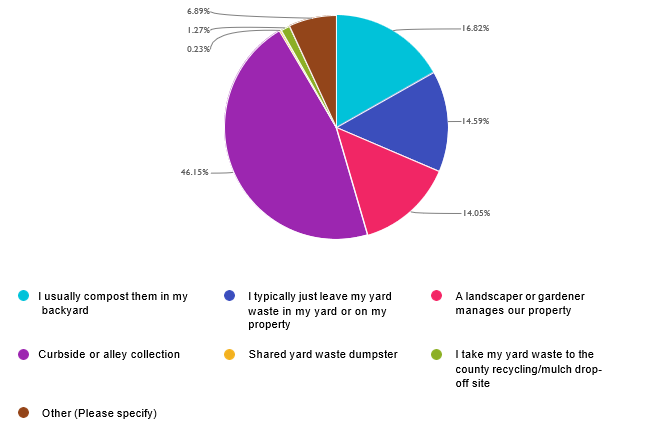 6.89%
16.82%
1.27%
0.23%
14.59%
46.15%
14.05%
I usually compost them in my
backyard
I typically just leave my yard
waste in my yard or on my
property
A landscaper or gardener
manages our property
Curbside or alley collection
Shared yard waste dumpster
I take my yard waste to the
county recycling/mulch drop-
off site
Other (Please specify)